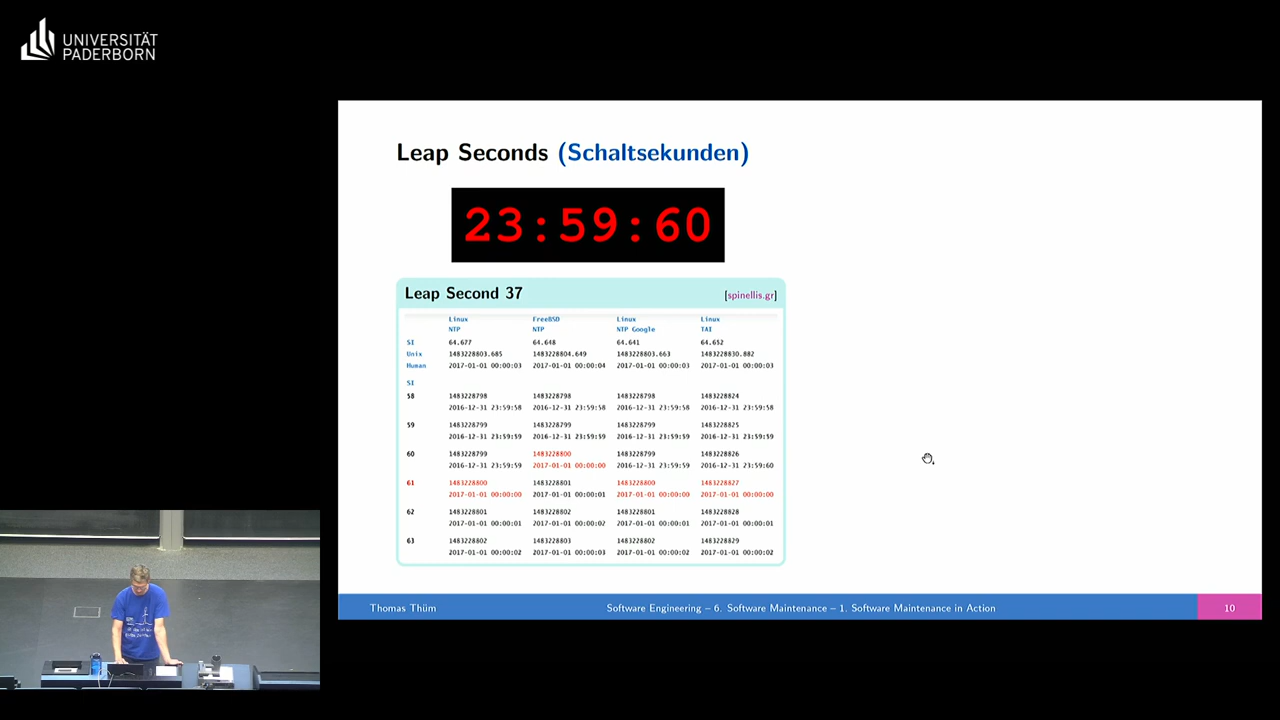 UNIVERSITÄT
PADERBORN
Leap Seconds (Schaltsekunden)
23:59:60
Leap Second 37 [spinellis.gr]
Linux FreeBSD Linux Linux
NTP NTP NTP Google TAI
SI 64.677 64.648 64.641 64.652
Unix 1483228803.685 1483228804.649 1483228803.663 1483228830.882
Human 2017-01-01 00:00:03 2017-01-01 00:00:04 2017-01-01 00:00:03 2017-01-01 00:00:03
SI
58 1483228798 1483228798 1483228798 1483228824
2016-12-31 23:59:58 2016-12-31 23:59:58 2016-12-31 23:59:58 2016-12-31 23:59:58
59 1483228799 1483228799 1483228799 1483228825
2016-12-31 23:59:59 2016-12-31 23:59:59 2016-12-31 23:59:59 2016-12-31 23:59:59
60 1483228799 1483228800 1483228799 1483228826
2016-12-31 23:59:59 2017-01-01 00:00:00 2016-12-31 23:59:59 2016-12-31 23:59:60
61 1483228800 1483228801 1483228800 1483228827
2017-01-01 00:00:00 2017-01-01 00:00:01 2017-01-01 00:00:00 2017-01-01 00:00:00
62 1483228801 1483228802 1483228801 1483228828
2017-01-01 00:00:01 2017-01-01 00:00:02 2017-01-01 00:00:01 2017-01-01 00:00:01
63 1483228802 1483228803 1483228802 1483228829
2017-01-01 00:00:02 2017-01-01 00:00:03 2017-01-01 00:00:02 2017-01-01 00:00:02
Thomas Thüm Software Engineering – 6. Software Maintenance – 1. Software Maintenance in Action 10